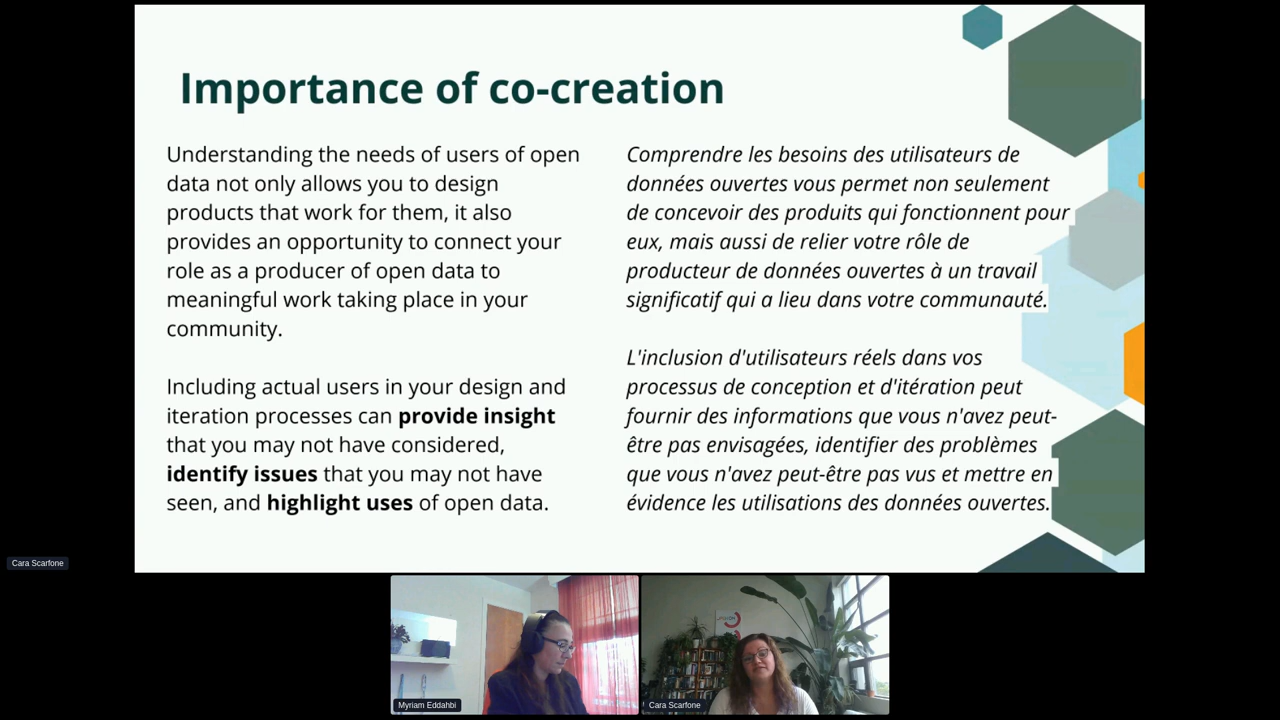 Importance of co-creation
Understanding the needs of users of open
data not only allows you to design
products that work for them, it also
provides an opportunity to connect your
role as a producer of open data to
meaningful work taking place in your
community.
Including actual users in your design and
iteration processes can provide insight
that you may not have considered,
identify issues that you may not have
seen, and highlight uses of open data.
Comprendre les besoins des utilisateurs de
données ouvertes vous permet non seulement
de concevoir des produits qui fonctionnent pour
eux, mais aussi de relier votre rôle de
producteur de données ouvertes à un travail
significatif qui a lieu dans votre communauté.
L'inclusion d'utilisateurs réels dans vos
processus de conception et d'itération peut
fournir des informations que vous n'avez peut-
être pas envisagées, identifier des problèmes
que vous n'avez peut-être pas vus et mettre en
évidence les utilisations des données ouvertes.
Cara Scarfone
Myriam Eddahbi
Cara Scarfone